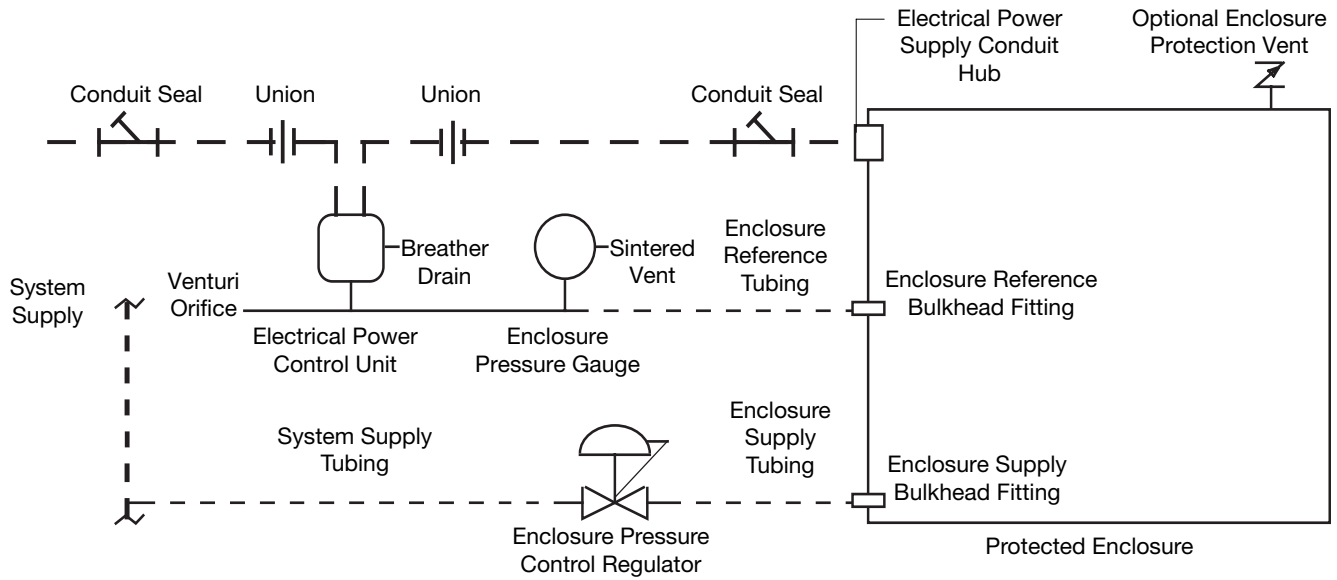 Electrical Power
Supply Conduit
Hub
Optional Enclosure
Protection Vent
Conduit Seal
Union
Union
Conduit Seal
Breather
Drain
Sintered
Vent
Enclosure
Reference
Tubing
System
Supply
Venturi
Orifice
Enclosure Reference
Bulkhead Fitting
Electrical Power
Control Unit
Enclosure
Pressure Gauge
System Supply
Tubing
Enclosure
Supply
Tubing
Enclosure Supply
Bulkhead Fitting
Enclosure Pressure
Control Regulator
Protected Enclosure